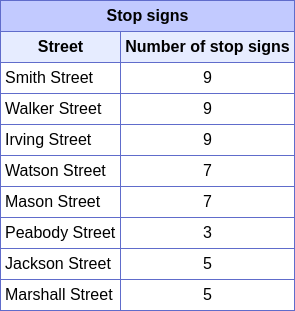 Stop signs
Street Number of stop signs
Smith Street 9
Walker Street 9
Irving Street 9
Watson Street 7
Mason Street 7
Peabody Street 3
Jackson Street 5
Marshall Street 5